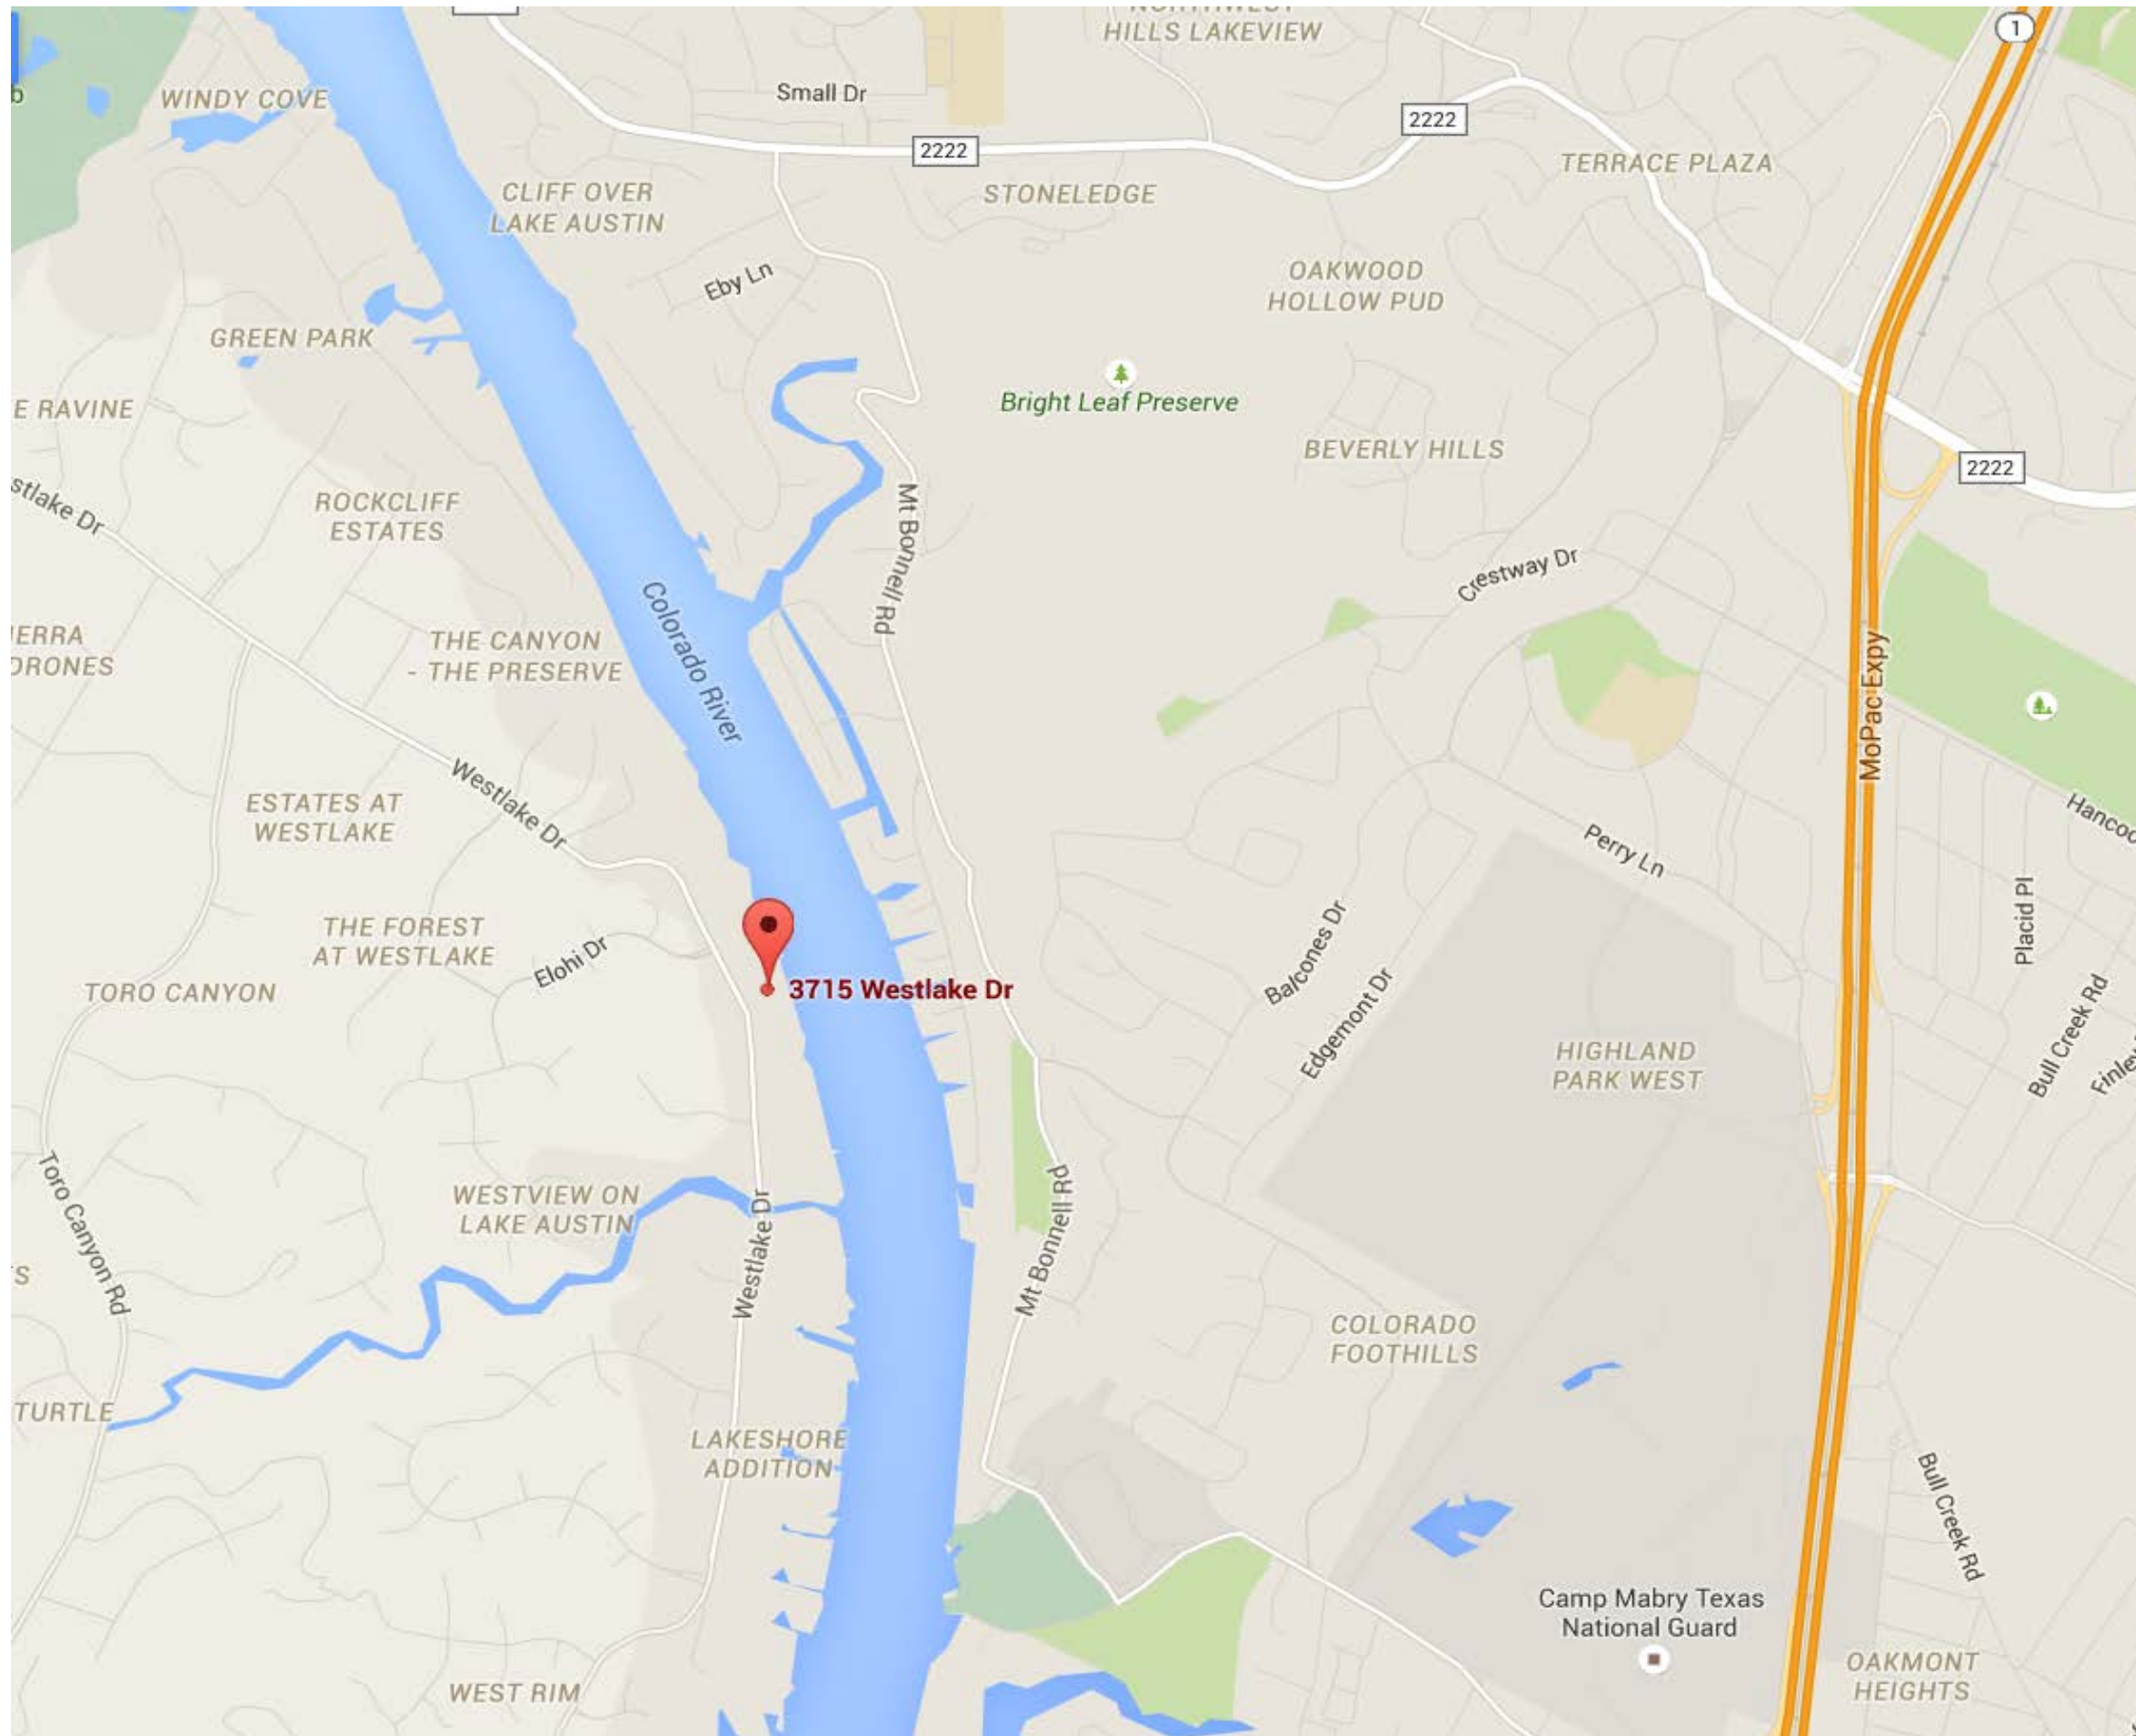 1
NORTHWEST
HILLS LAKEVIEW
b
WINDY COVE
Small Dr
2222
2222
TERRACE PLAZA
CLIFF OVER
LAKE AUSTIN
STONELEDGE
Eby Ln
OAKWOOD
HOLLOW PUD
GREEN PARK
E RAVINE
Bright Leaf Preserve
BEVERLY HILLS
2222
stlake Dr
ROCKCLIFF
ESTATES
Mt Bonnell Rd
Crestway Dr
Colorado River
IERRA
DRONES
THE CANYON
- THE PRESERVE
MoPac Expy
Westlake Dr
ESTATES AT
WESTLAKE
Hancoc
Perry Ln
THE FOREST
AT WESTLAKE
Elohi Dr
Balcones Dr
Placid Pl
TORO CANYON
3715 Westlake Dr
Edgemont Dr
HIGHLAND
PARK WEST
Bull Creek Rd
Finley
Toro Canyon Rd
WESTVIEW ON
LAKE AUSTIN
Westlake Dr
Mt Bonnell Rd
S
COLORADO
FOOTHILLS
TURTLE
LAKESHORE
ADDITION
Bull Creek Rd
Camp Mabry Texas
National Guard
WEST RIM
OAKMONT
HEIGHTS